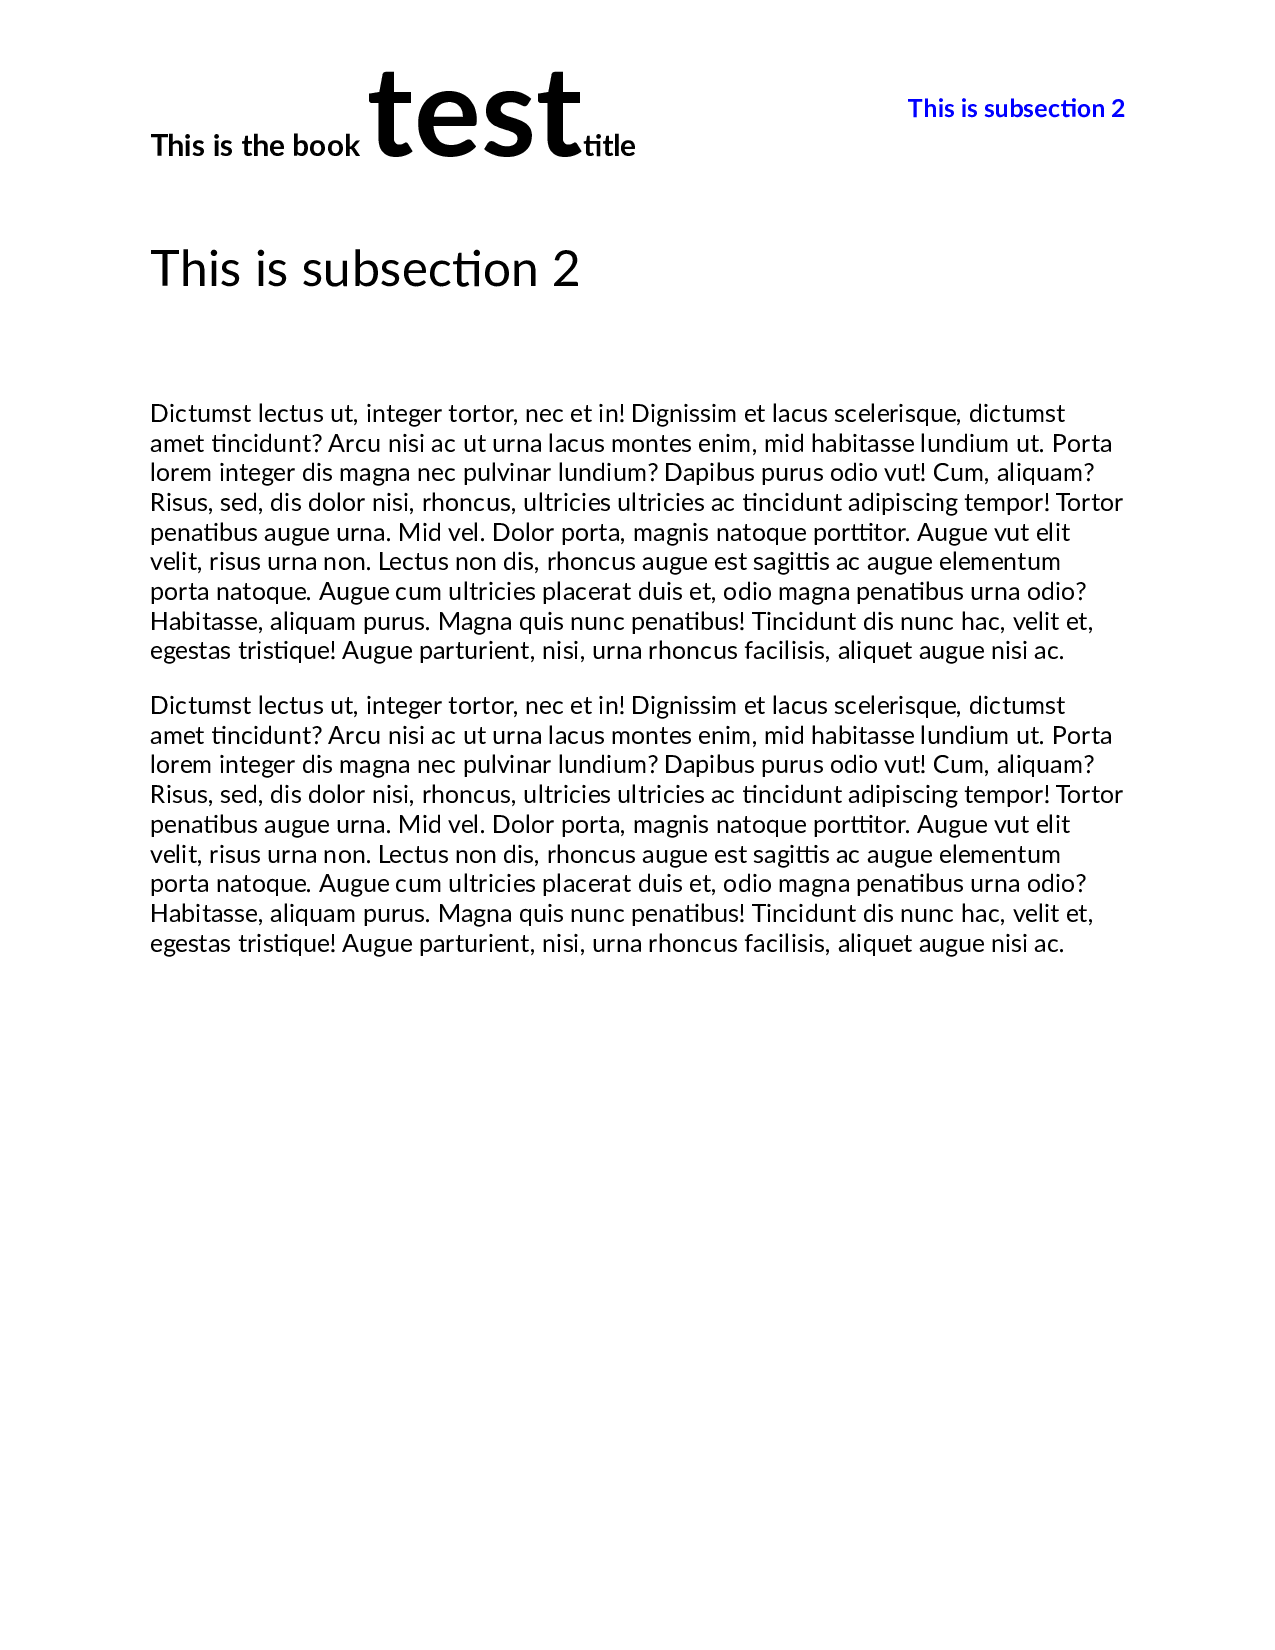 This is the book testtitle
This is subsection 2
This is subsection 2
Dictumst lectus ut, integer tortor, nec et in! Dignissim et lacus scelerisque, dictumst
amet tincidunt? Arcu nisi ac ut urna lacus montes enim, mid habitasse lundium ut. Porta
lorem integer dis magna nec pulvinar lundium? Dapibus purus odio vut! Cum, aliquam?
Risus, sed, dis dolor nisi, rhoncus, ultricies ultricies ac tincidunt adipiscing tempor! Tortor
penatibus augue urna. Mid vel. Dolor porta, magnis natoque porttitor. Augue vut elit
velit, risus urna non. Lectus non dis, rhoncus augue est sagittis ac augue elementum
porta natoque. Augue cum ultricies placerat duis et, odio magna penatibus urna odio?
Habitasse, aliquam purus. Magna quis nunc penatibus! Tincidunt dis nunc hac, velit et,
egestas tristique! Augue parturient, nisi, urna rhoncus facilisis, aliquet augue nisi ac.
Dictumst lectus ut, integer tortor, nec et in! Dignissim et lacus scelerisque, dictumst
amet tincidunt? Arcu nisi ac ut urna lacus montes enim, mid habitasse lundium ut. Porta
lorem integer dis magna nec pulvinar lundium? Dapibus purus odio vut! Cum, aliquam?
Risus, sed, dis dolor nisi, rhoncus, ultricies ultricies ac tincidunt adipiscing tempor! Tortor
penatibus augue urna. Mid vel. Dolor porta, magnis natoque porttitor. Augue vut elit
velit, risus urna non. Lectus non dis, rhoncus augue est sagittis ac augue elementum
porta natoque. Augue cum ultricies placerat duis et, odio magna penatibus urna odio?
Habitasse, aliquam purus. Magna quis nunc penatibus! Tincidunt dis nunc hac, velit et,
egestas tristique! Augue parturient, nisi, urna rhoncus facilisis, aliquet augue nisi ac.